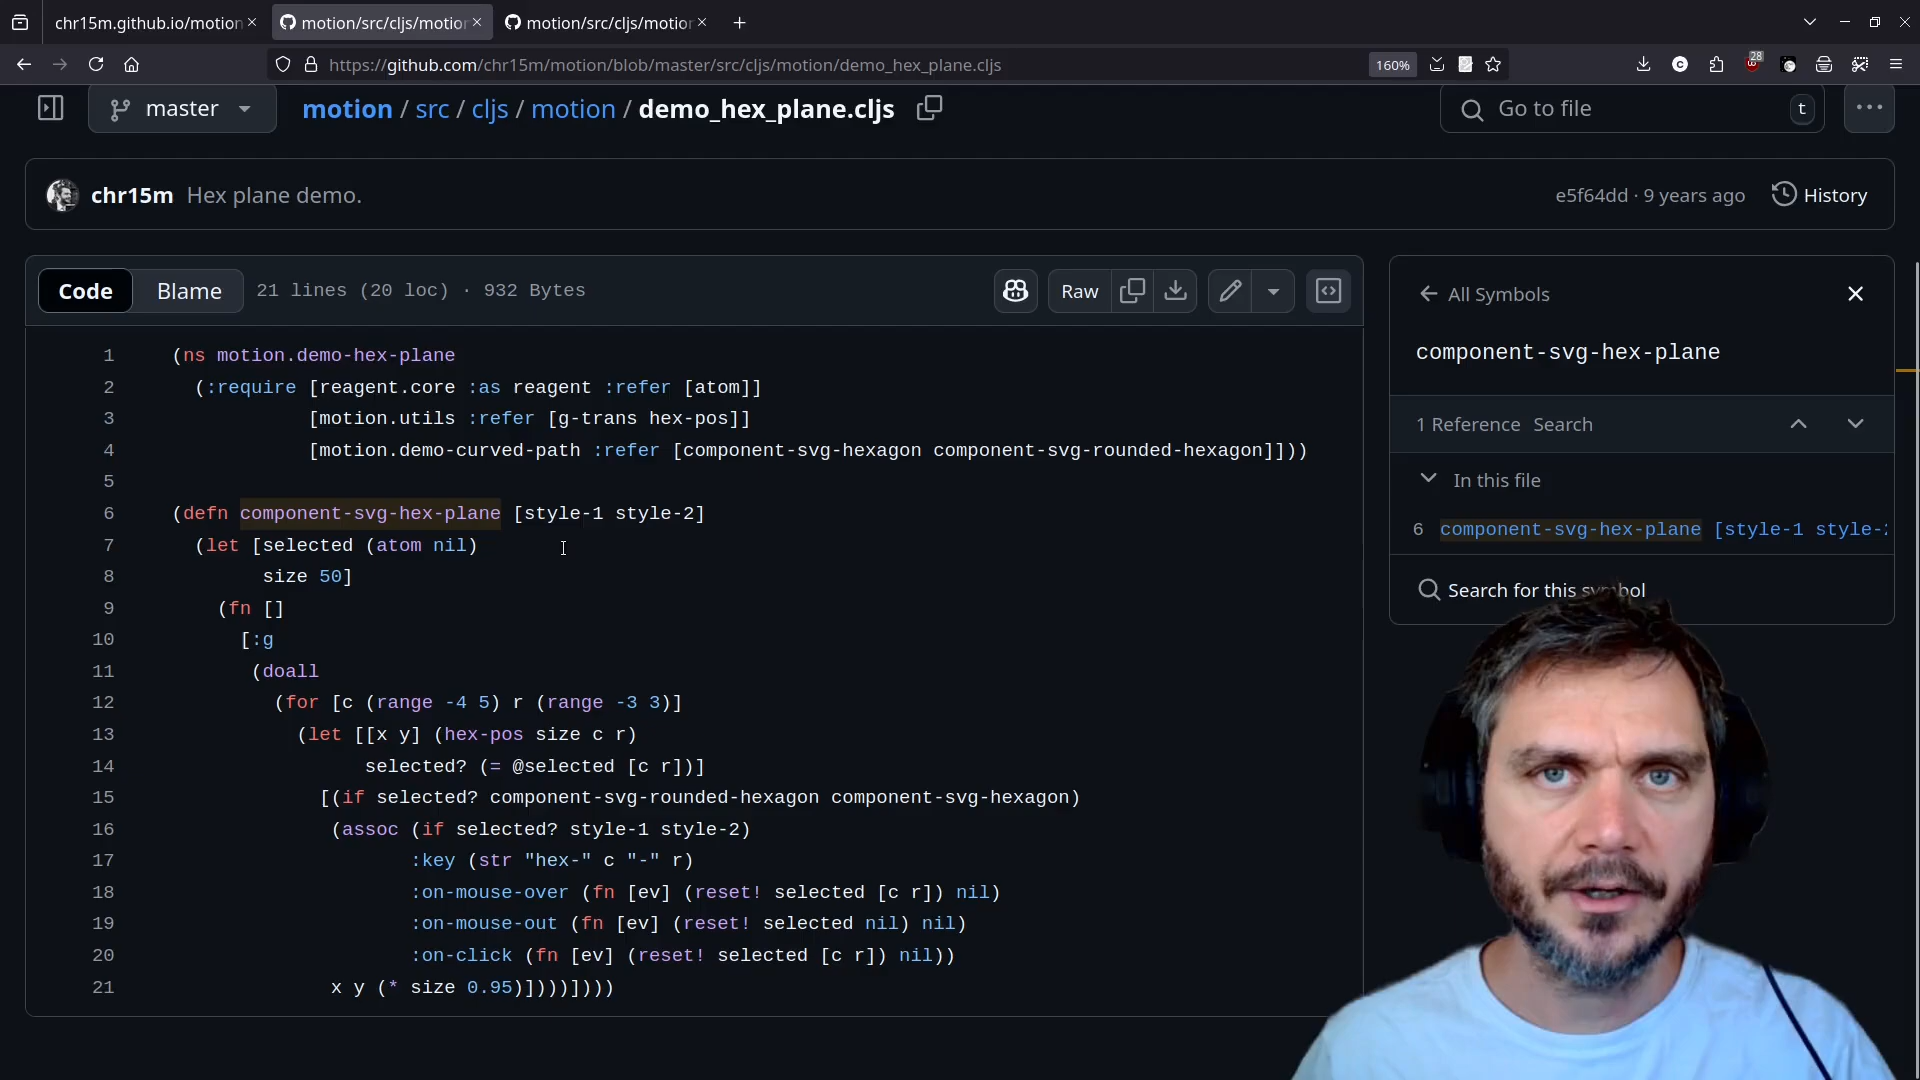 chr15m.github.io/motion
motion/src/cljs/motion
motion/src/cljs/motion
https://github.com/chr15m/motion/blob/master/src/cljs/motion/demo_hex_plane.cljs
160%
28
master
motion / src / cljs / motion / demo_hex_plane.cljs
Go to file
t
chr15m Hex plane demo.
e5f64dd · 9 years ago
History
Code
Blame
21 lines (20 loc) · 932 Bytes
Raw
1 (ns motion.demo-hex-plane
2 (:require [reagent.core :as reagent :refer [atom]]
3 [motion.utils :refer [g-trans hex-pos]]
4 [motion.demo-curved-path :refer [component-svg-hexagon component-svg-rounded-hexagon]]))
5
6 (defn component-svg-hex-plane [style-1 style-2]
7 (let [selected (atom nil)
8 size 50]
9 (fn []
10 [:g
11 (doall
12 (for [c (range -4 5) r (range -3 3)]
13 (let [[x y] (hex-pos size c r)
14 selected? (= @selected [c r])]
15 [(if selected? component-svg-rounded-hexagon component-svg-hexagon)
16 (assoc (if selected? style-1 style-2)
17 :key (str "hex-" c "-" r)
18 :on-mouse-over (fn [ev] (reset! selected [c r]) nil)
19 :on-mouse-out (fn [ev] (reset! selected nil) nil)
20 :on-click (fn [ev] (reset! selected [c r]) nil))
21 x y (* size 0.95)]))))]))))
All Symbols
component-svg-hex-plane
1 Reference Search
In this file
6 component-svg-hex-plane [style-1 style-2
Search for this symbol